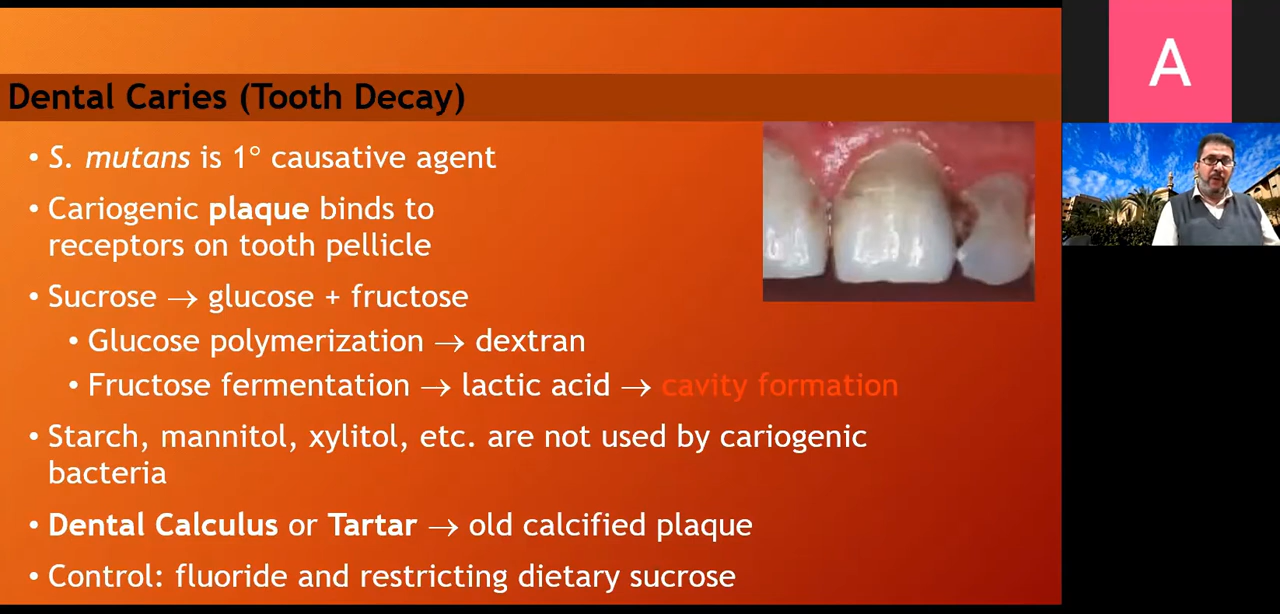 Dental Caries (Tooth Decay)
• S. mutans is 1° causative agent
• Cariogenic plaque binds to
receptors on tooth pellicle
• Sucrose → glucose + fructose
• Glucose polymerization → dextran
• Fructose fermentation → lactic acid → cavity formation
• Starch, mannitol, xylitol, etc. are not used by cariogenic
bacteria
• Dental Calculus or Tartar → old calcified plaque
• Control: fluoride and restricting dietary sucrose
A